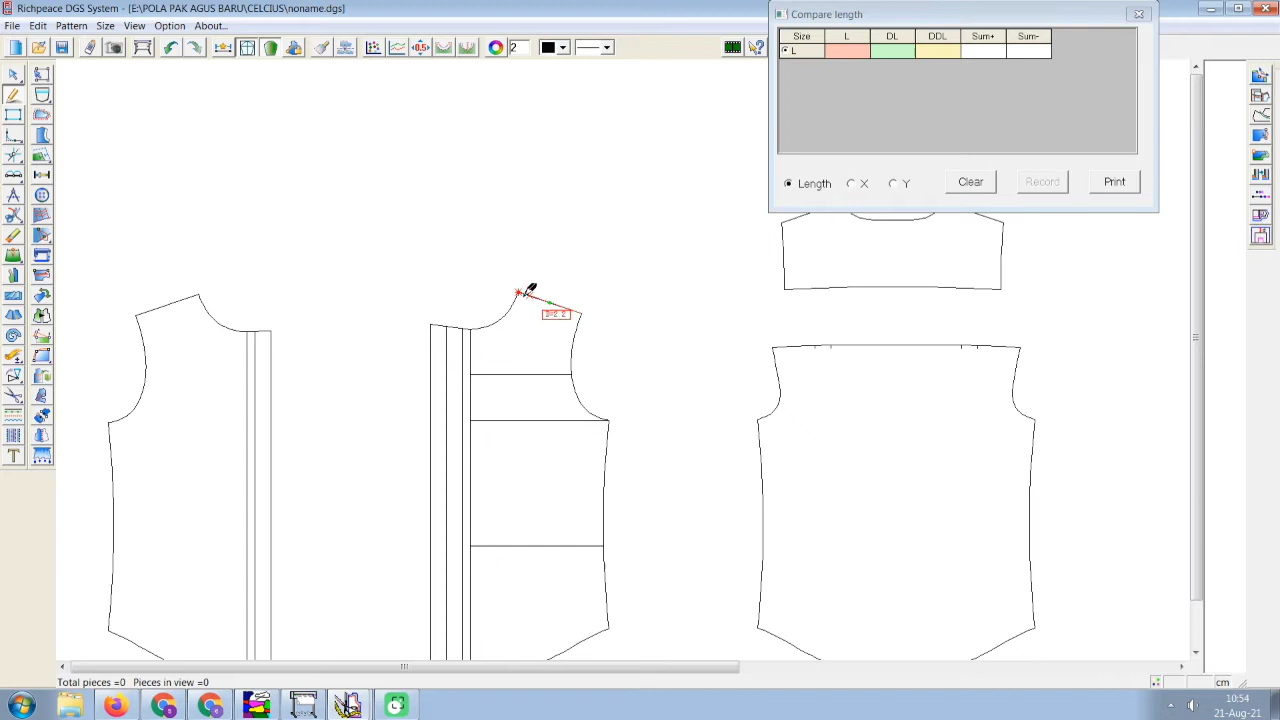 Richpeace DGS System - [E:\POLA PAK AGUS BARU\CELCIUS\noname.dgs]
File Edit Pattern Size View Option Help
2
Compare length
Size L DL DDL Sum+ Sum-
L
Length X Y Clear Record Print
Total pieces =0 Pieces in view =0
cm
10:54
21-Aug-21